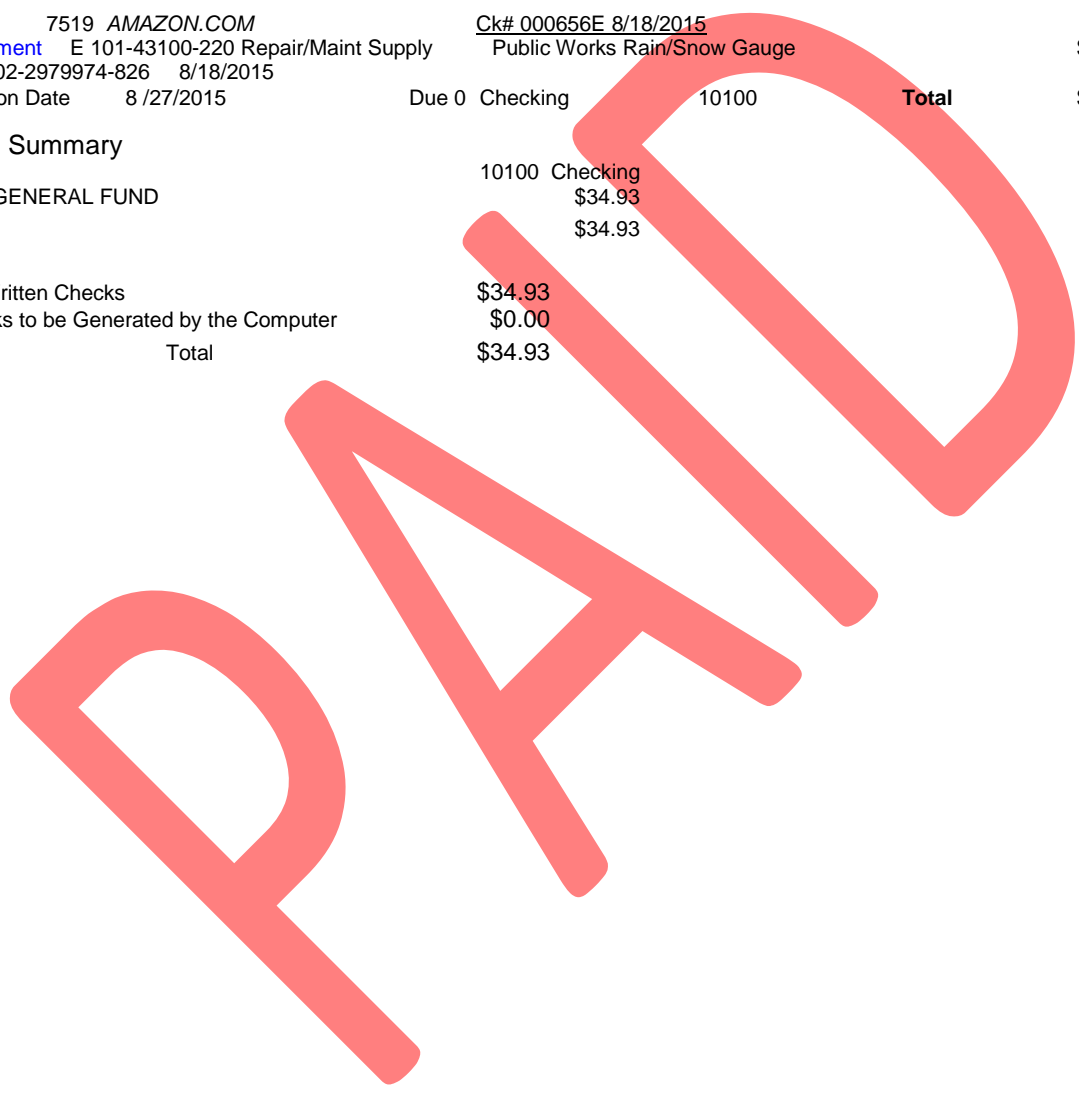 7519 AMAZON.COM Ck# 000656E 8/18/2015
ment E 101-43100-220 Repair/Maint Supply Public Works Rain/Snow Gauge
02-2979974-826 8/18/2015
on Date 8 /27/2015 Due 0 Checking 10100 Total
Summary
10100 Checking
GENERAL FUND $34.93
$34.93
ritten Checks $34.93
ks to be Generated by the Computer $0.00
Total $34.93
PAID